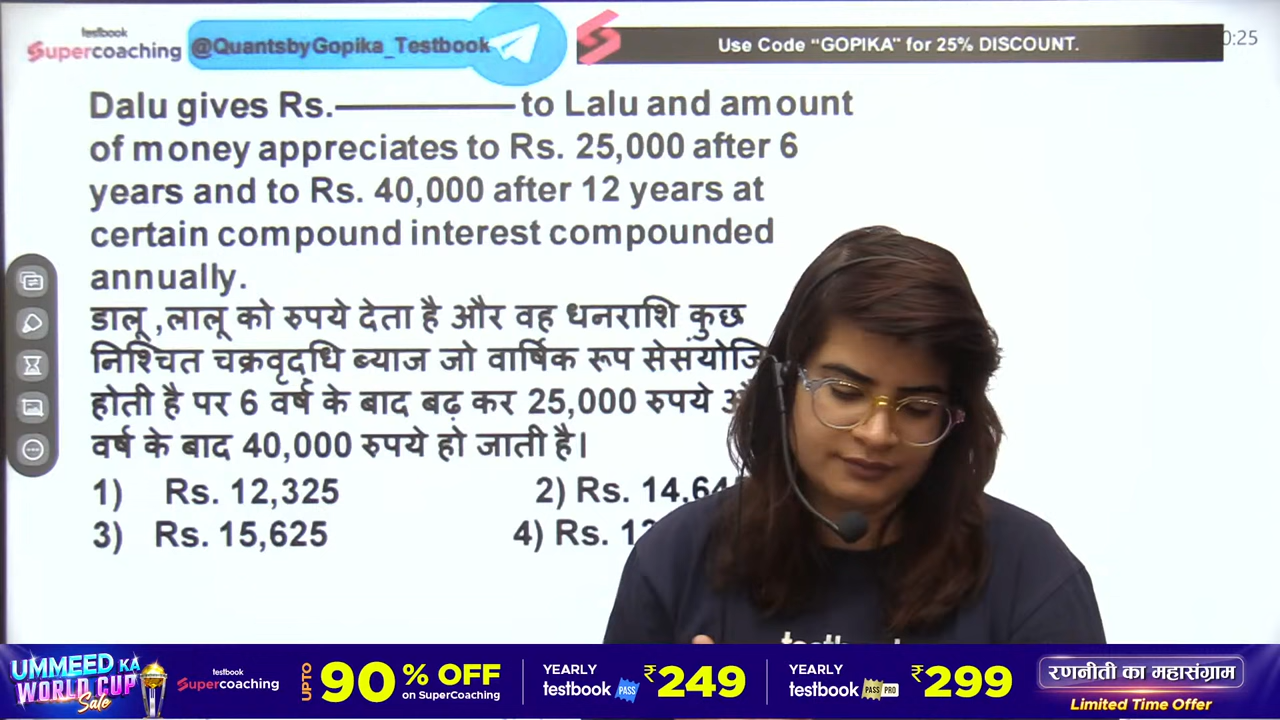 testbook
Supercoaching
@QuantsbyGopika_Testbook
Use Code “GOPIKA” for 25% DISCOUNT.
0:25
Dalu gives Rs.————— to Lalu and amount
of money appreciates to Rs. 25,000 after 6
years and to Rs. 40,000 after 12 years at
certain compound interest compounded
annually.
डालू ,लालू को रुपये देता है और वह धनराशि कुछ
निश्चित चक्रवृद्धि ब्याज जो वार्षिक रूप
होती है पर 6 वर्ष के बाद बढ़ कर 25,000 रुपये
वर्ष के बाद 40,000 रुपये हो जाती है।
1) Rs. 12,325
2) Rs. 14,64
3) Rs. 15,625
4) Rs.
UMMEED KA
WORLD CUP
Sale
testbook
Supercoaching
UPTO 90% OFF
on SuperCoaching
YEARLY
testbook PASS
₹249
YEARLY
testbook PASS PRO
₹299
रणनीती का महासंग्राम
Limited Time Offer